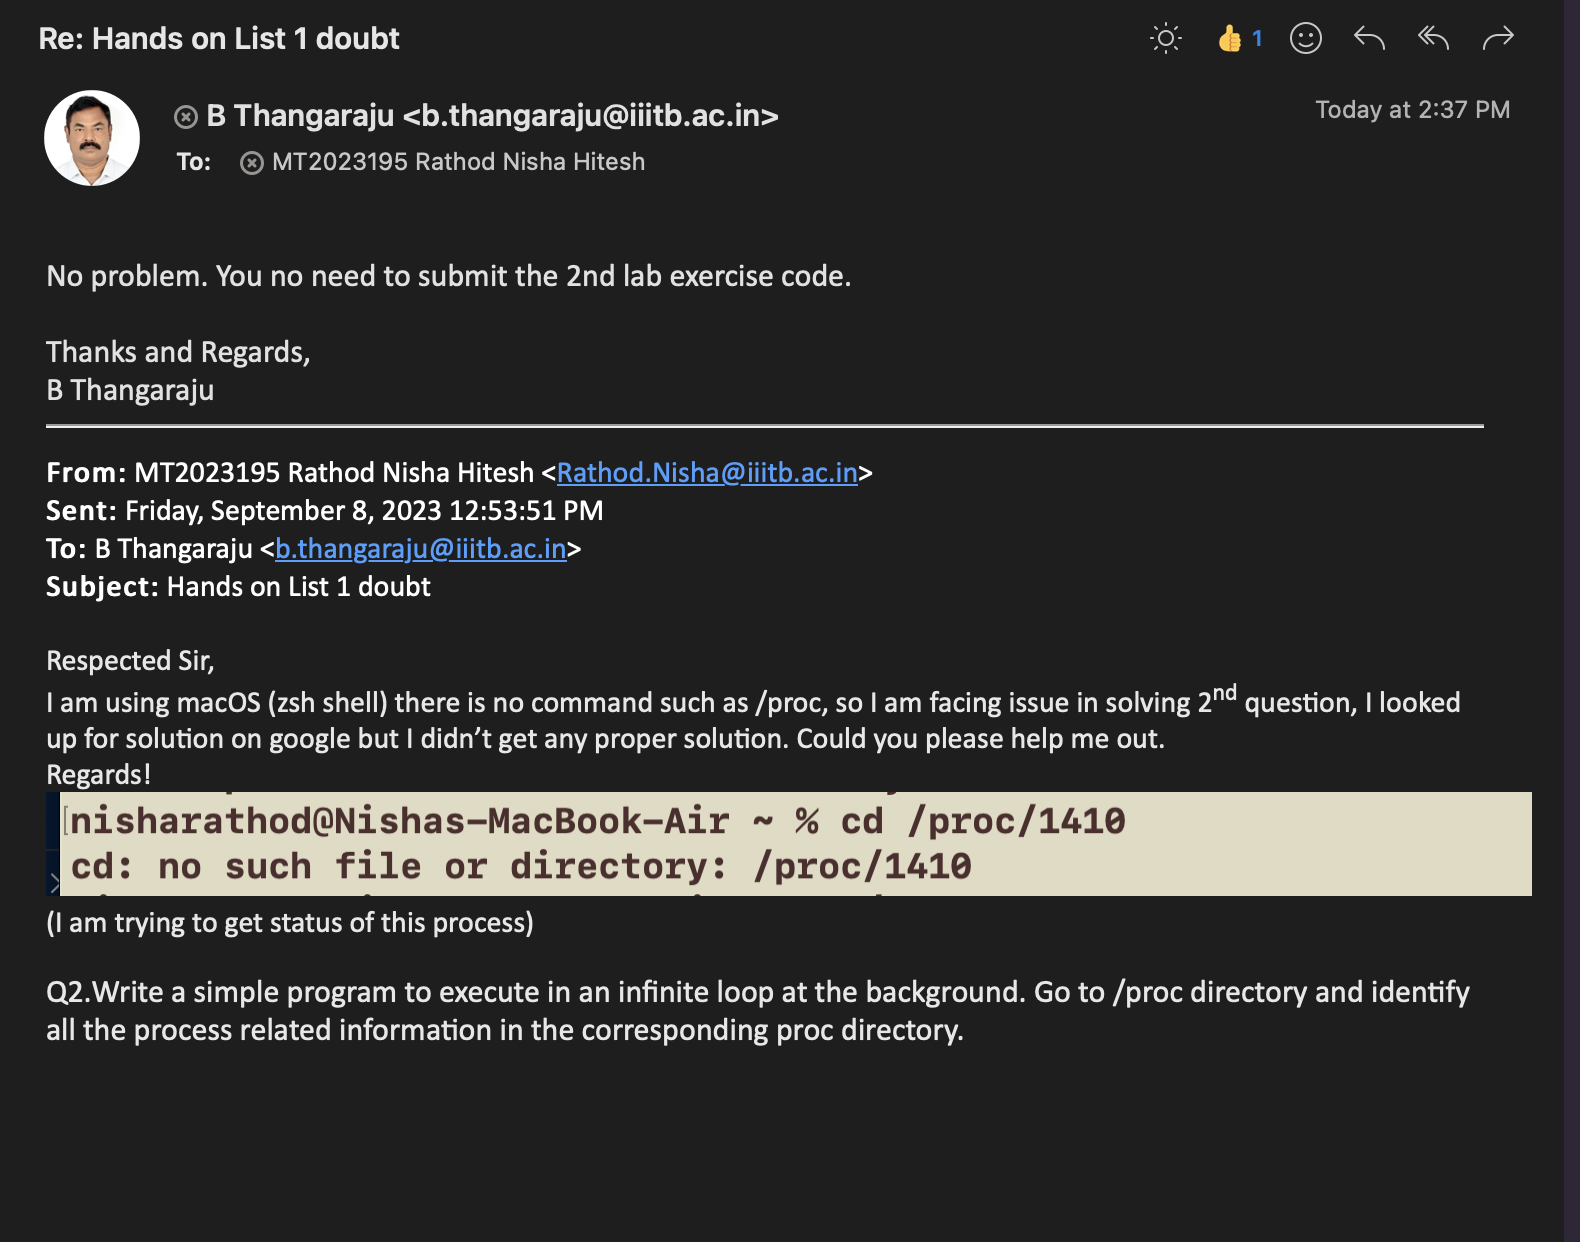 Re: Hands on List 1 doubt
👍 1
B Thangaraju <b.thangaraju@iiitb.ac.in>
Today at 2:37 PM
To: MT2023195 Rathod Nisha Hitesh
No problem. You no need to submit the 2nd lab exercise code.
Thanks and Regards,
B Thangaraju
From: MT2023195 Rathod Nisha Hitesh <Rathod.Nisha@iiitb.ac.in>
Sent: Friday, September 8, 2023 12:53:51 PM
To: B Thangaraju <b.thangaraju@iiitb.ac.in>
Subject: Hands on List 1 doubt
Respected Sir,
I am using macOS (zsh shell) there is no command such as /proc, so I am facing issue in solving 2nd question, I looked
up for solution on google but I didn’t get any proper solution. Could you please help me out.
Regards!
[nisharathod@Nishas-MacBook-Air ~ % cd /proc/1410
cd: no such file or directory: /proc/1410
(I am trying to get status of this process)
Q2.Write a simple program to execute in an infinite loop at the background. Go to /proc directory and identify
all the process related information in the corresponding proc directory.